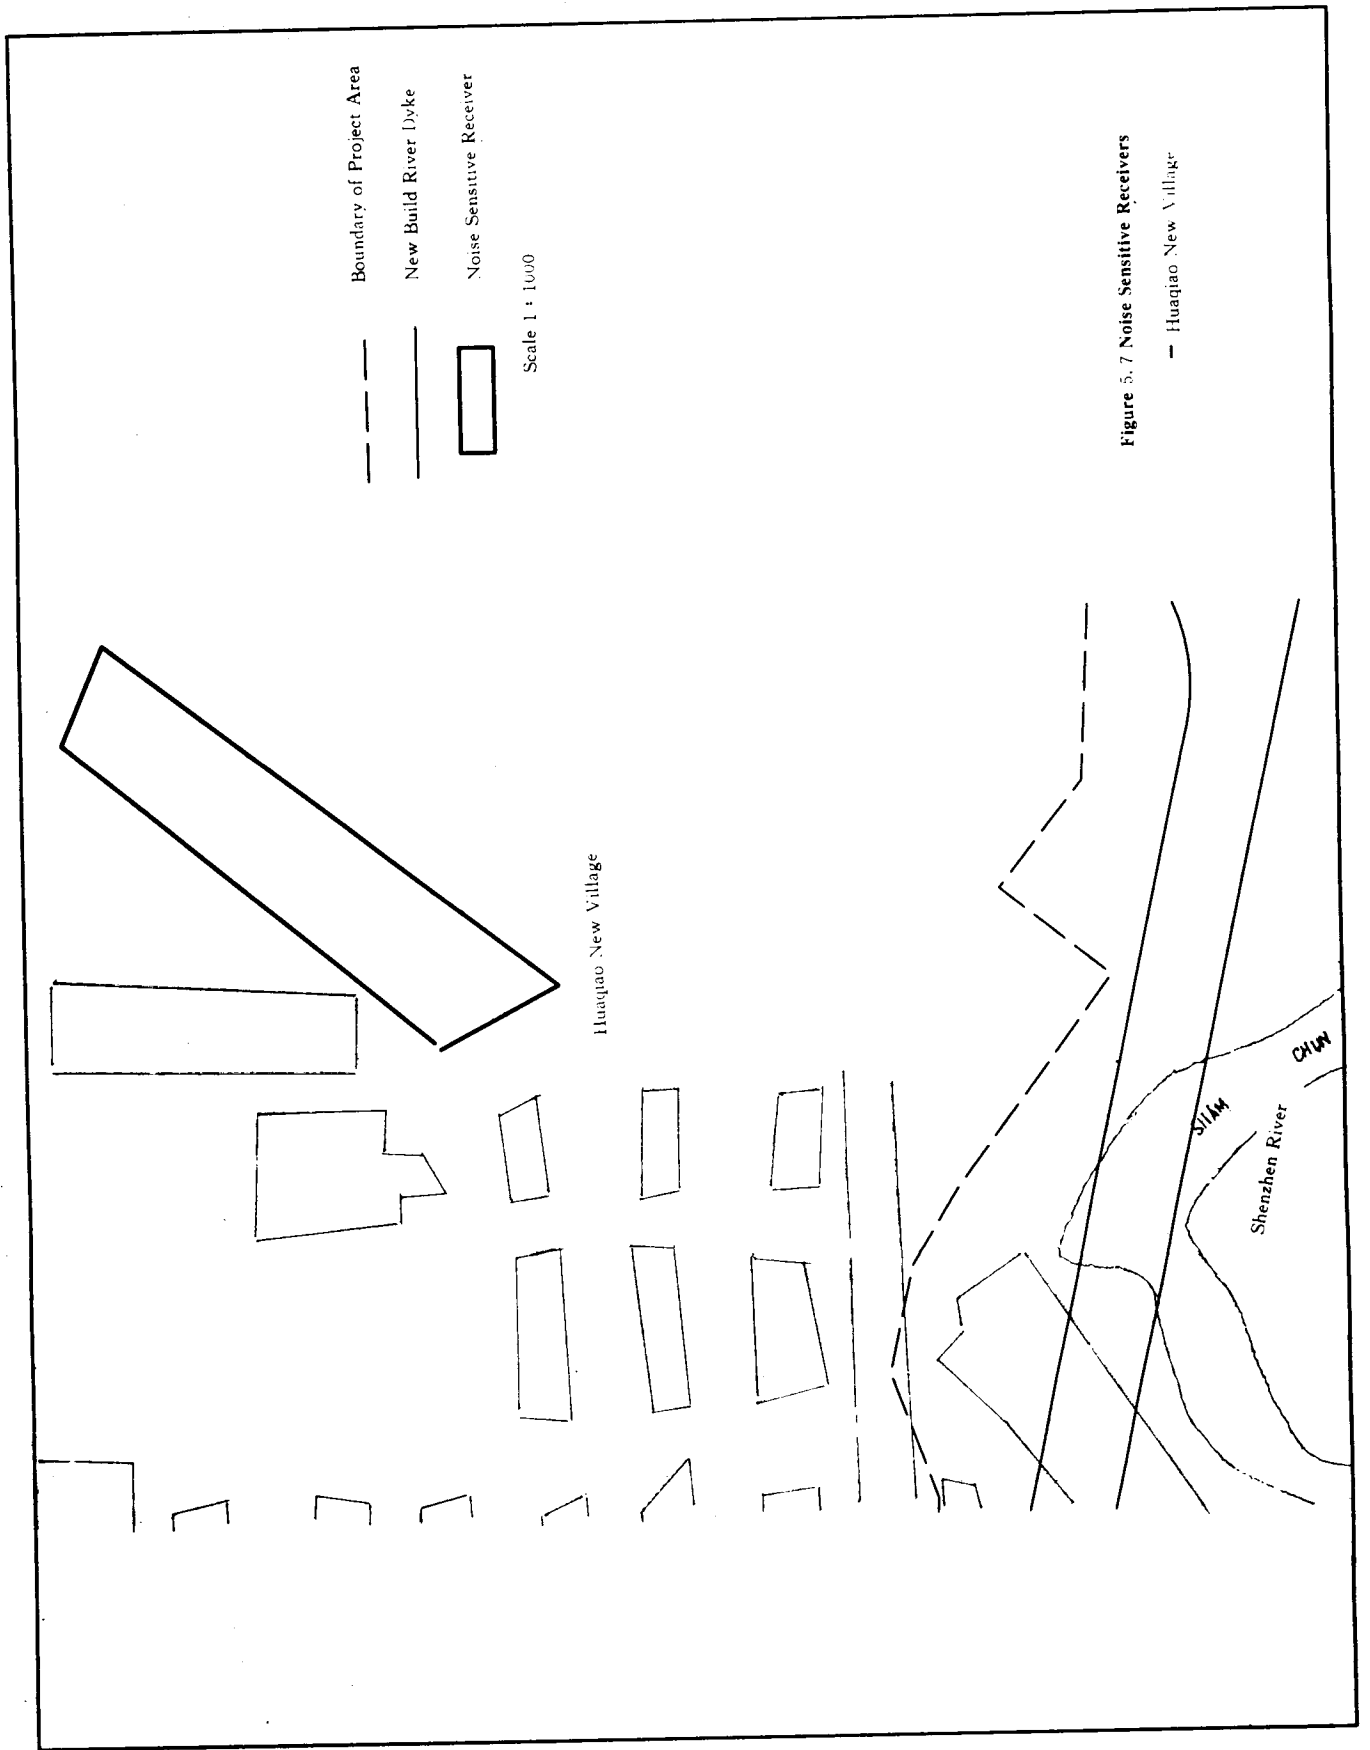 Boundary of Project Area
New Build River Dyke
Noise Sensitive Receiver
Scale 1 : 1000
Huaqiao New Village
SHAM
CHUN
Shenzhen River
Figure 5. 7 Noise Sensitive Receivers
— Huaqiao New Village